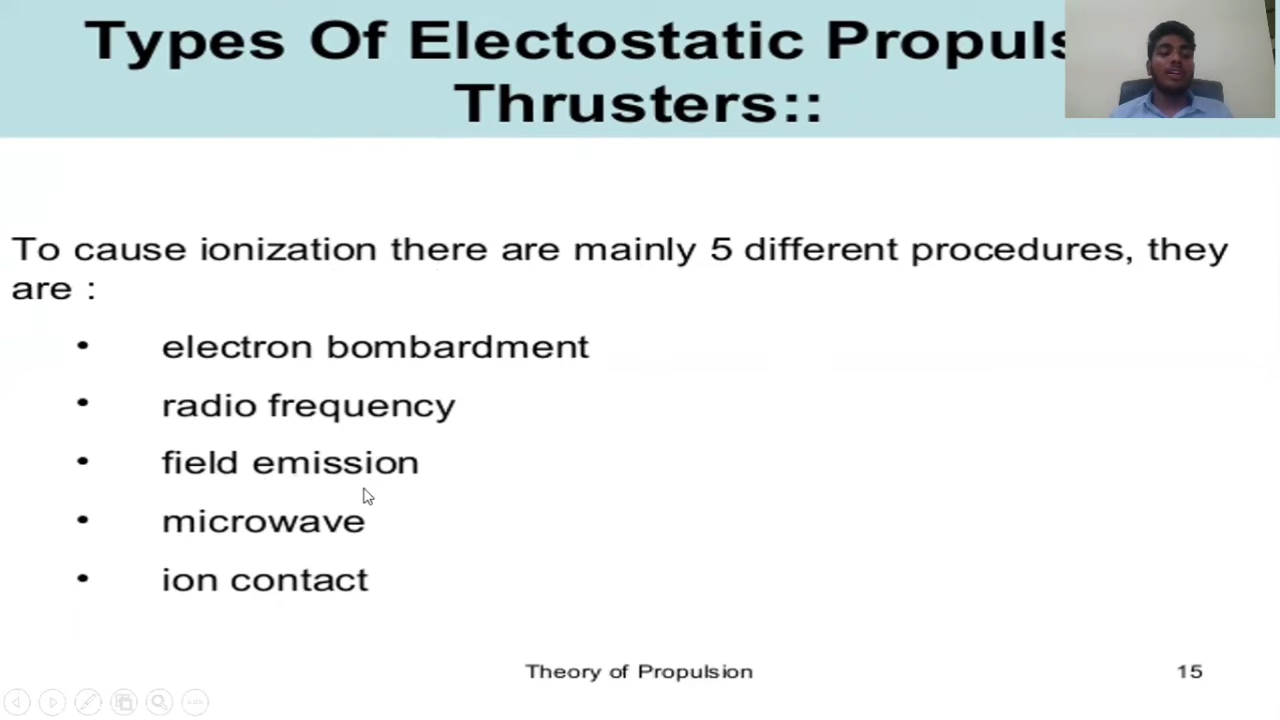 Types Of Electostatic Propuls
Thrusters::
To cause ionization there are mainly 5 different procedures, they
are :
• electron bombardment
• radio frequency
• field emission
• microwave
• ion contact
Theory of Propulsion 15